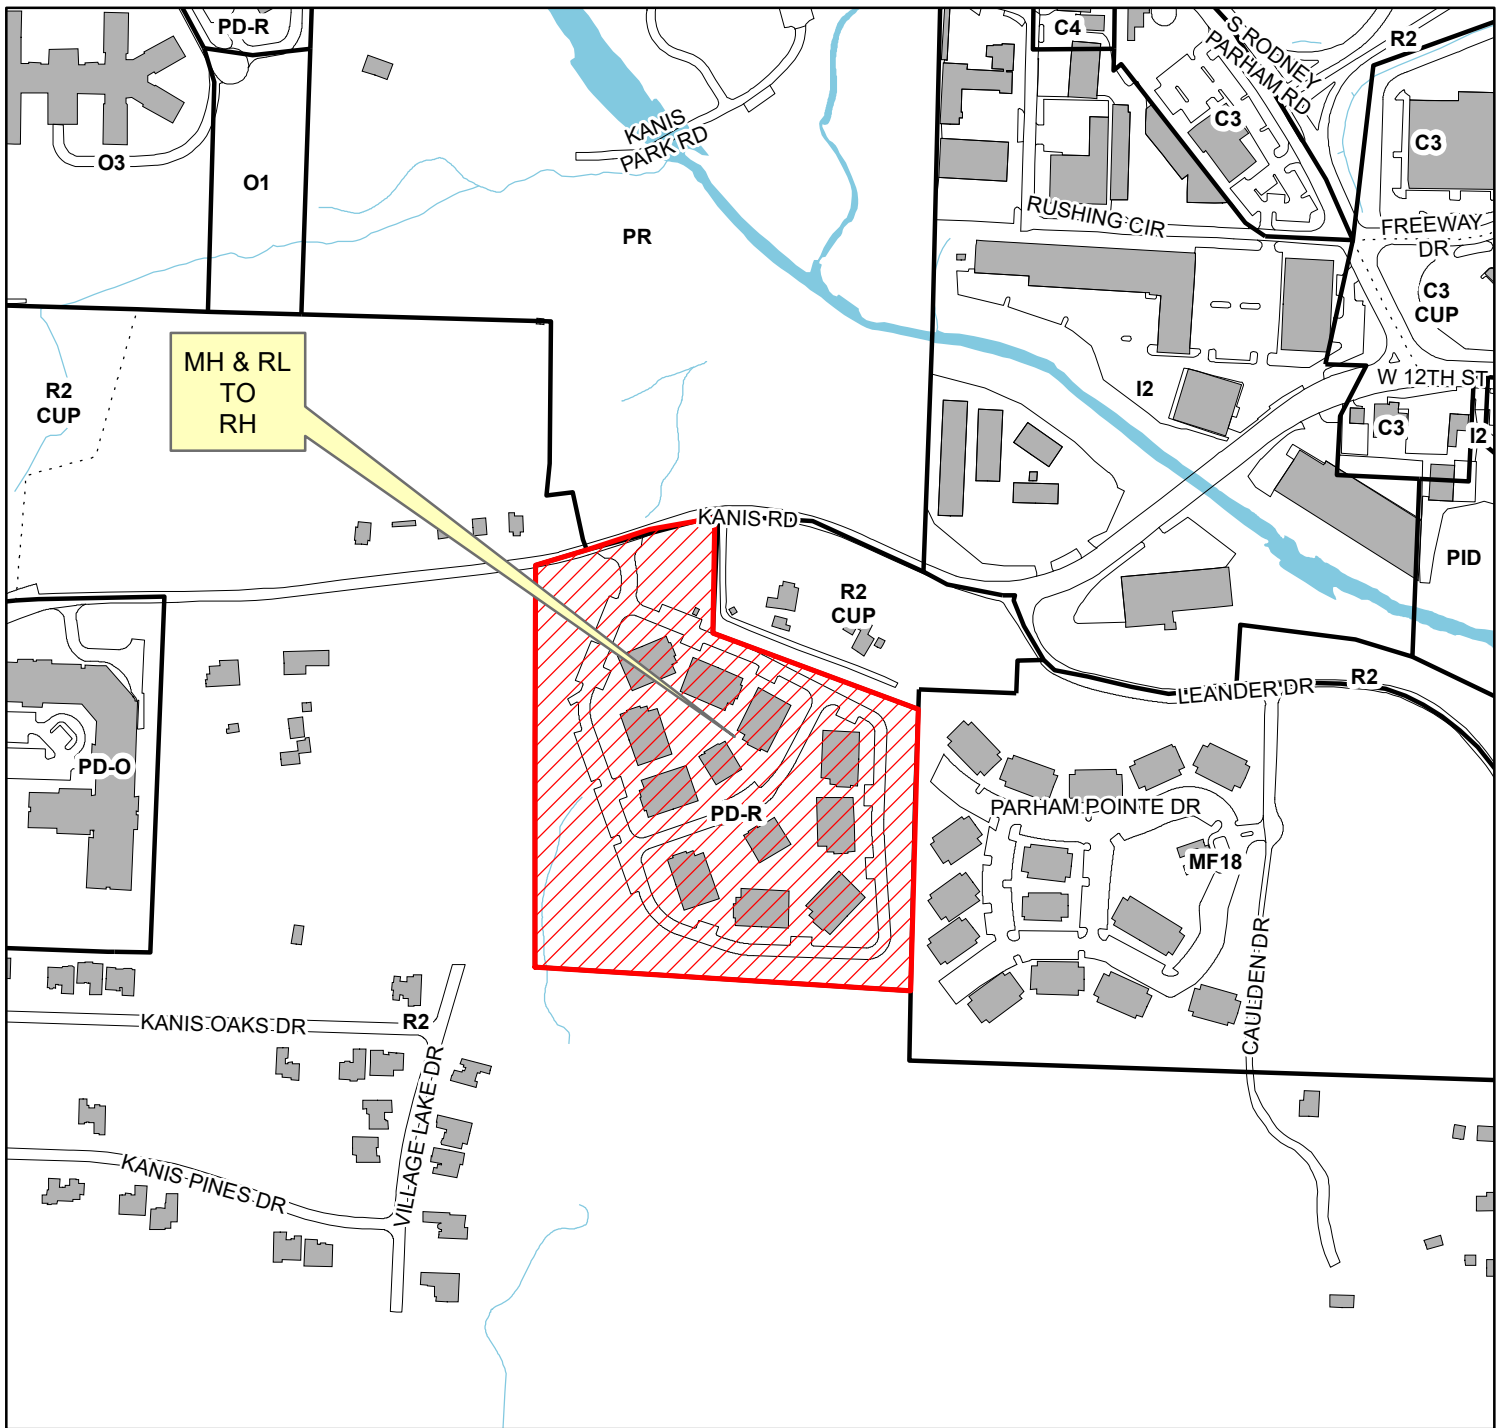 PD-R
C4
R2
S RODNEY
PARHAM RD
C3
C3
KANIS
PARK RD
O3
O1
PR
RUSHING CIR
FREEWAY
DR
C3
CUP
MH & RL
TO
RH
R2
CUP
I2
W 12TH ST
C3
I2
KANIS RD
PID
R2
CUP
LEANDER DR
R2
PD-O
PD-R
PARHAM POINTE DR
MF18
CAULDEN DR
KANIS OAKS DR
R2
VILLAGE LAKE DR
KANIS PINES DR